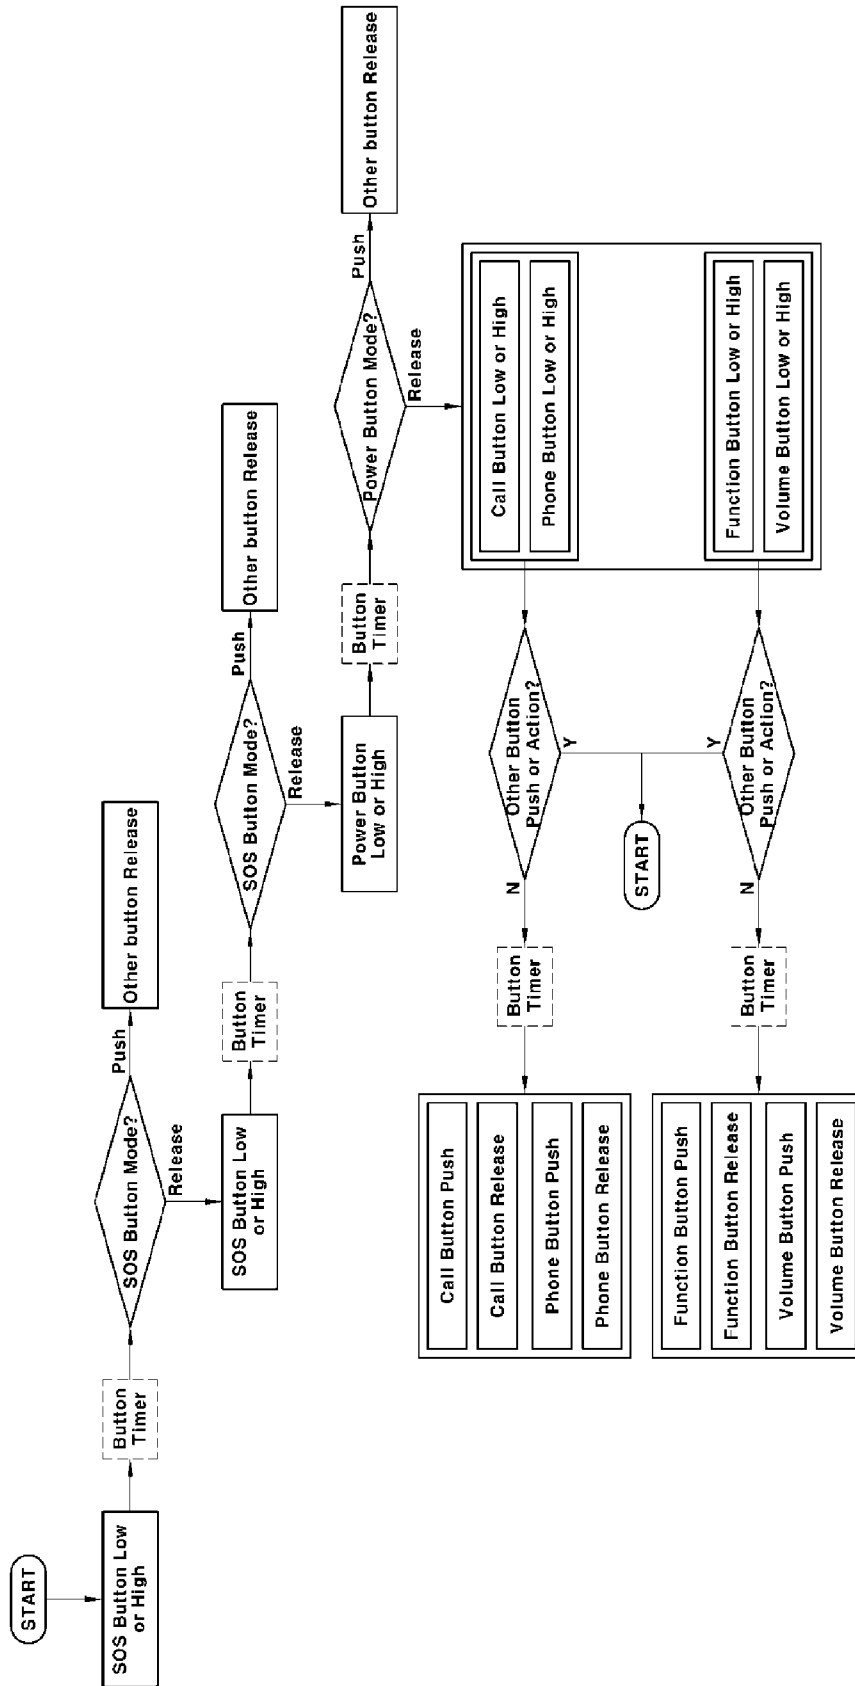 START
SOS Button Low
or High
Button
Timer
SOS Button Mode?
Push
Other button Release
Release
SOS Button Low
or High
Button
Timer
SOS Button Mode?
Push
Other button Release
Release
Power Button
Low or High
Button
Timer
Power Button Mode?
Push
Other button Release
Release
Call Button Low or High
Phone Button Low or High
Function Button Low or High
Volume Button Low or High
Other Button
Push or Action?
Y
N
START
Other Button
Push or Action?
Y
N
Button
Timer
Button
Timer
Call Button Push
Call Button Release
Phone Button Push
Phone Button Release
Function Button Push
Function Button Release
Volume Button Push
Volume Button Release